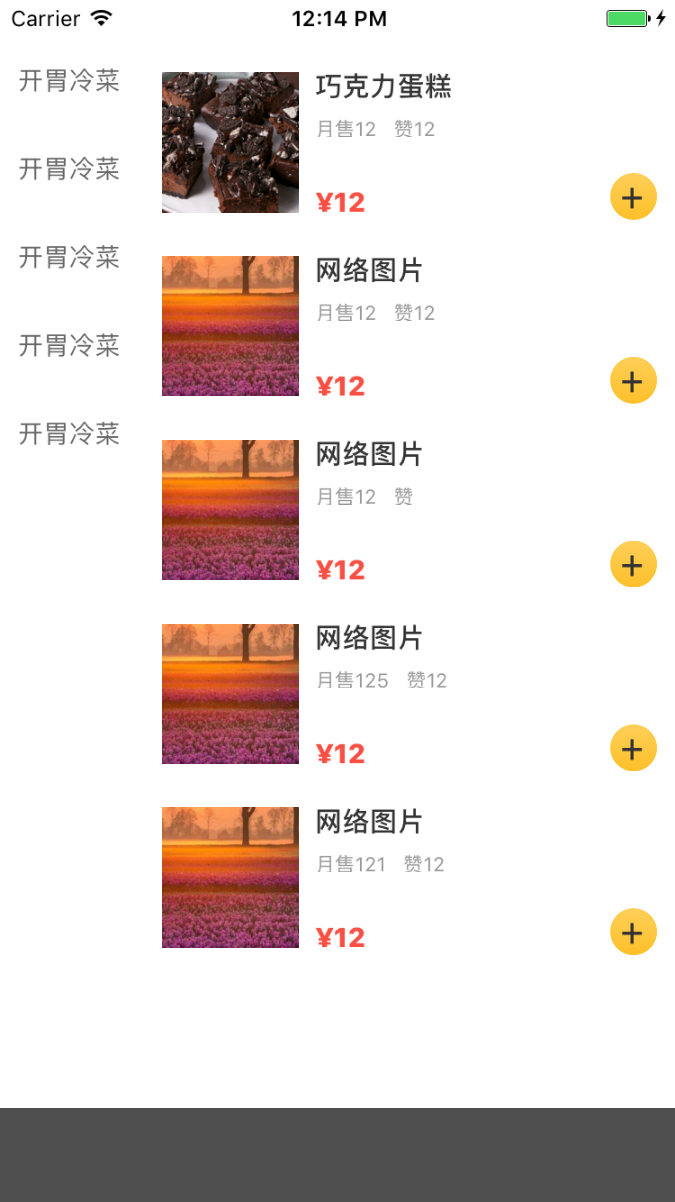 Carrier 12:14 PM
开胃冷菜
开胃冷菜
开胃冷菜
开胃冷菜
开胃冷菜
巧克力蛋糕
月售12 赞12
¥12
+
网络图片
月售12 赞12
¥12
+
网络图片
月售12 赞
¥12
+
网络图片
月售125 赞12
¥12
+
网络图片
月售121 赞12
¥12
+